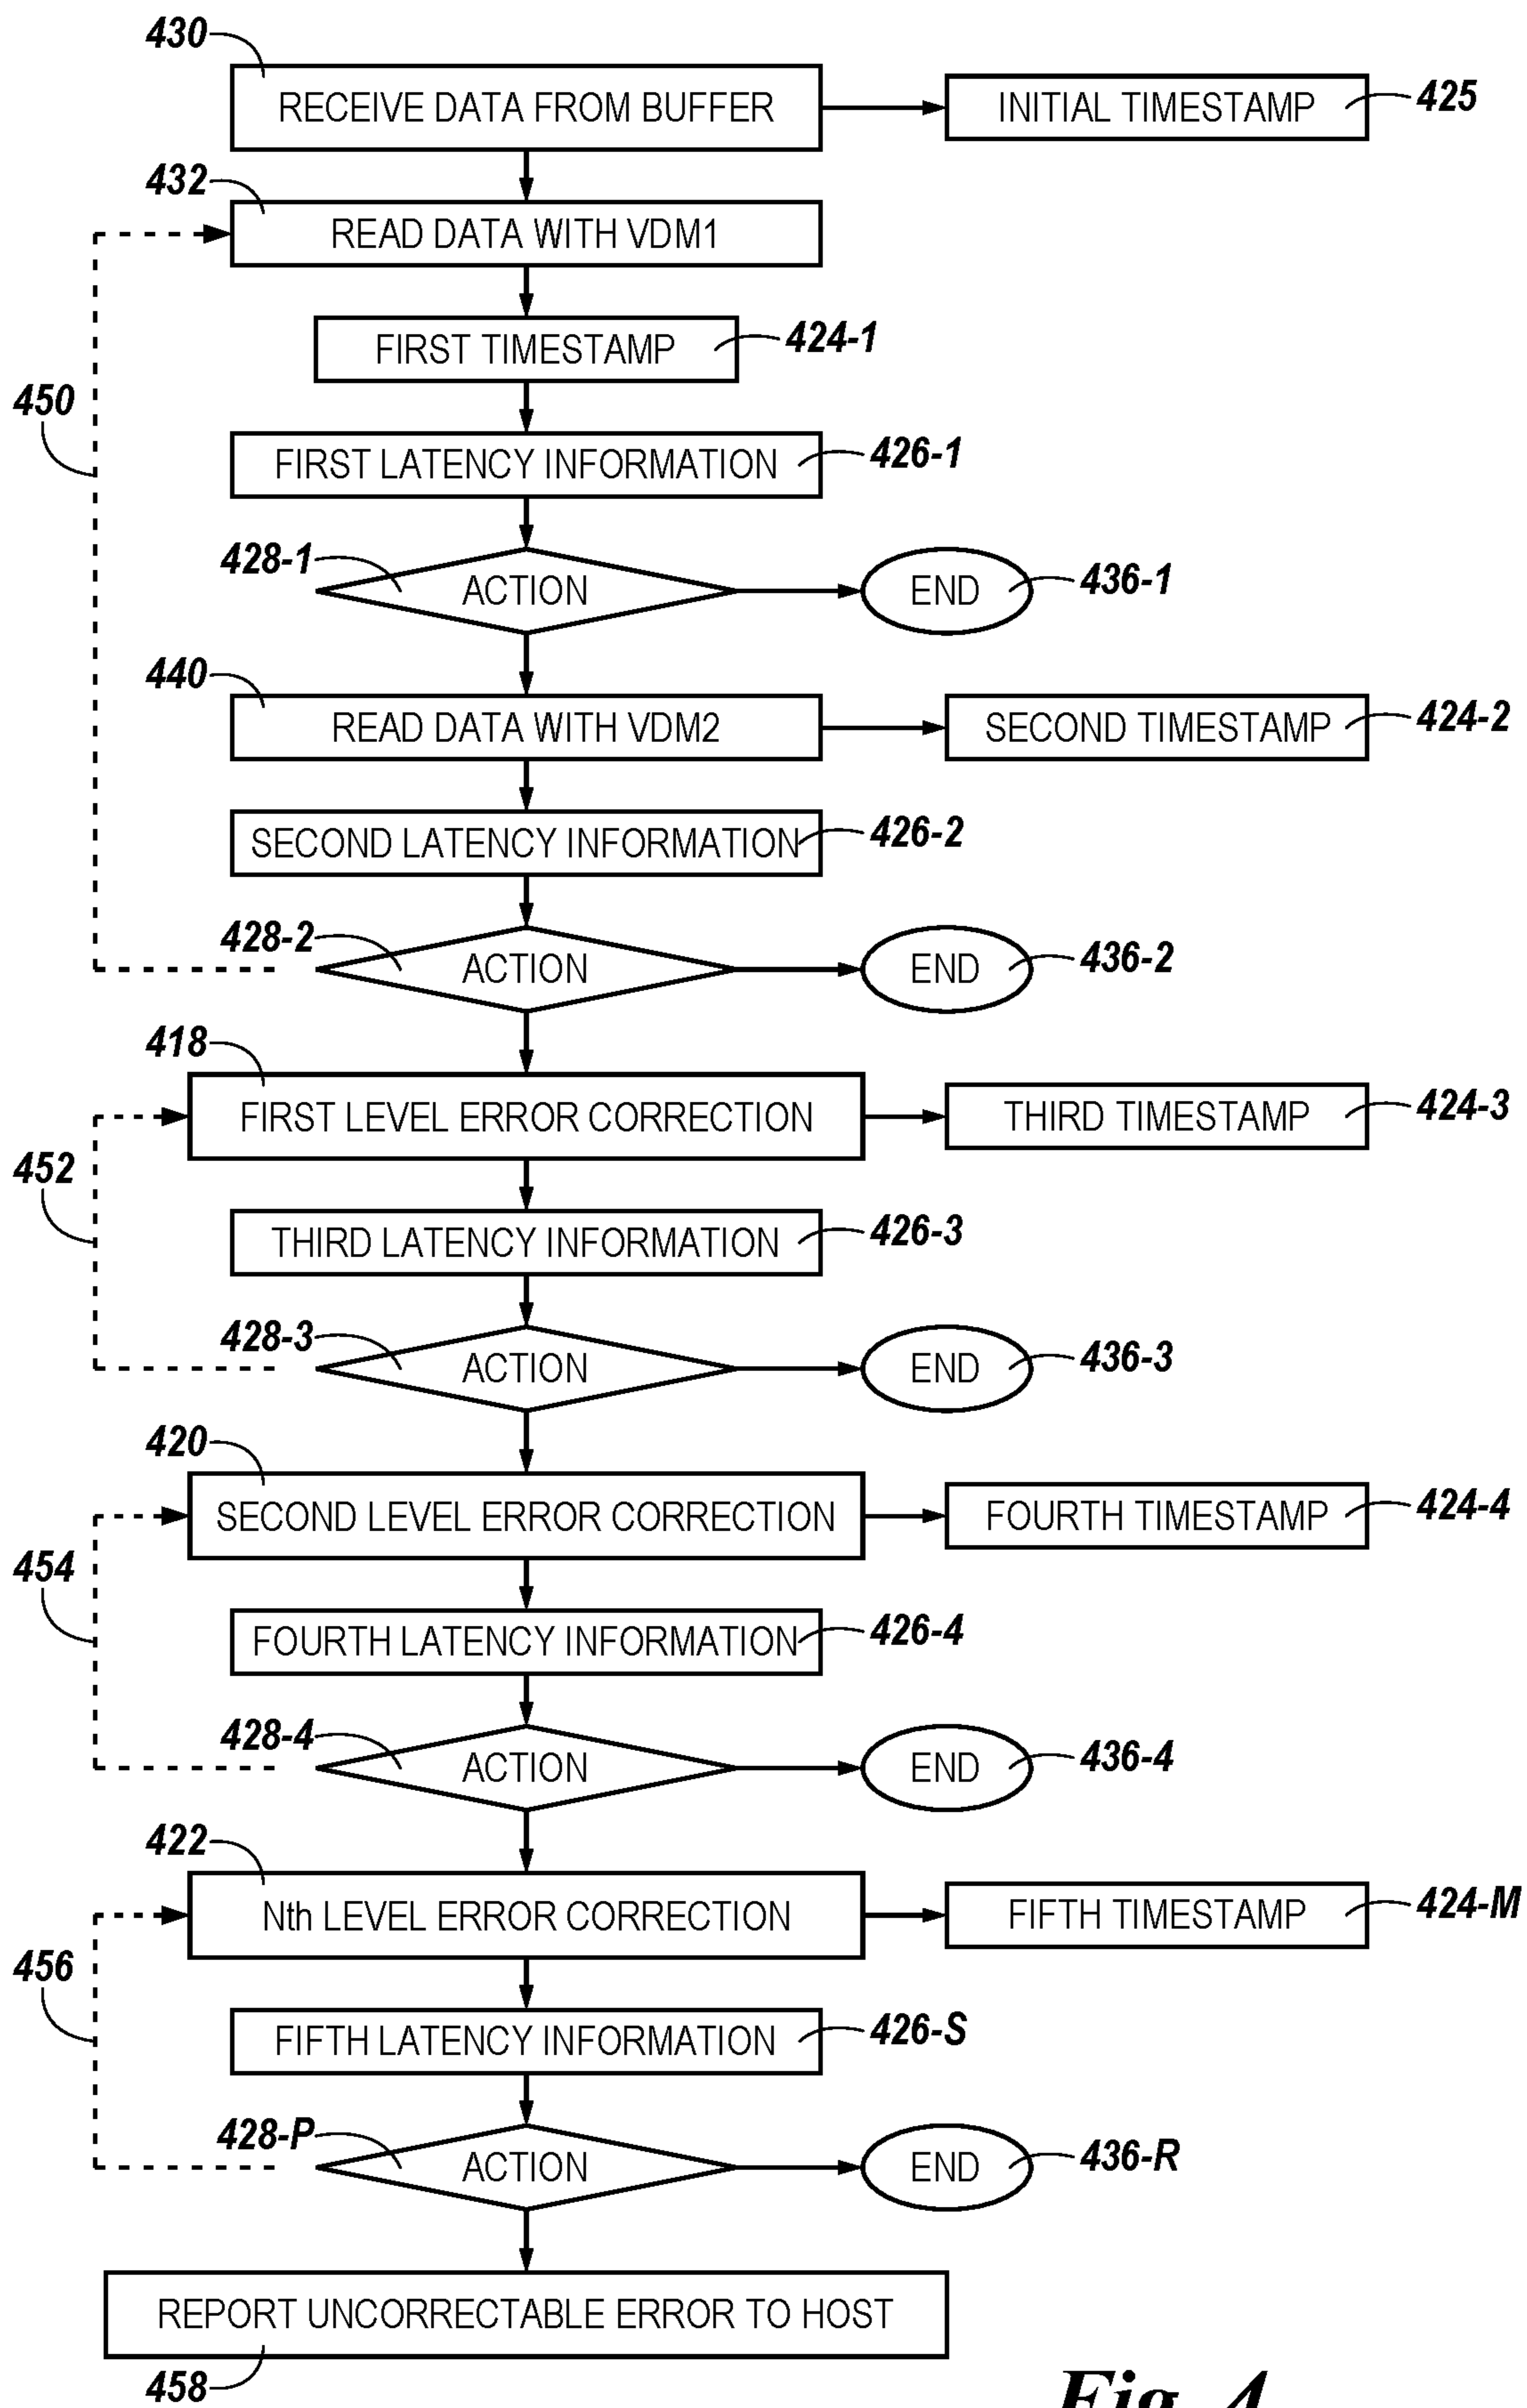 430
RECEIVE DATA FROM BUFFER
INITIAL TIMESTAMP
425
432
READ DATA WITH VDM1
FIRST TIMESTAMP
424-1
450
FIRST LATENCY INFORMATION
426-1
428-1
ACTION
END
436-1
440
READ DATA WITH VDM2
SECOND TIMESTAMP
424-2
SECOND LATENCY INFORMATION
426-2
428-2
ACTION
END
436-2
418
FIRST LEVEL ERROR CORRECTION
THIRD TIMESTAMP
424-3
452
THIRD LATENCY INFORMATION
426-3
428-3
ACTION
END
436-3
420
SECOND LEVEL ERROR CORRECTION
FOURTH TIMESTAMP
424-4
454
FOURTH LATENCY INFORMATION
426-4
428-4
ACTION
END
436-4
422
Nth LEVEL ERROR CORRECTION
FIFTH TIMESTAMP
424-M
456
FIFTH LATENCY INFORMATION
426-S
428-P
ACTION
END
436-R
REPORT UNCORRECTABLE ERROR TO HOST
458
Fig. 4